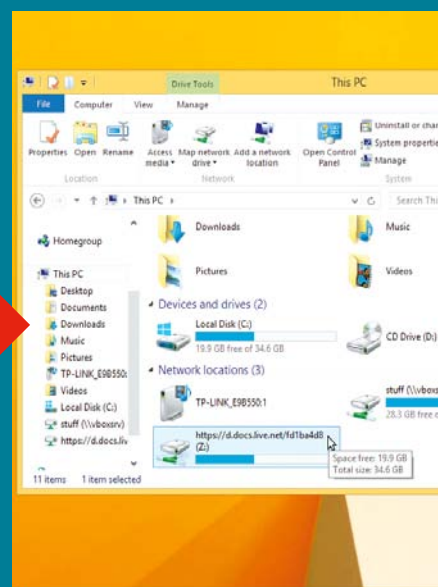 Drive Tools
This PC
File Computer View Manage
Properties Open Rename
Access media
Map network drive
Add a network location
Open Control Panel
Uninstall or char
System propertie
Manage
Location Network System
This PC
Search Thi
Homegroup
This PC
Desktop
Documents
Downloads
Music
Pictures
TP-LINK_E9B550:
Videos
Local Disk (C:)
stuff (\\vboxsrv)
https://d.docs.liv
Downloads
Music
Pictures
Videos
Devices and drives (2)
Local Disk (C:)
19.9 GB free of 34.6 GB
CD Drive (D:)
Network locations (3)
TP-LINK_E9B550:1
stuff (\\vboxs
28.3 GB free o
https://d.docs.live.net/fd1ba4d8
(Z:)
Space free: 19.9 GB
Total size: 34.6 GB
11 items 1 item selected